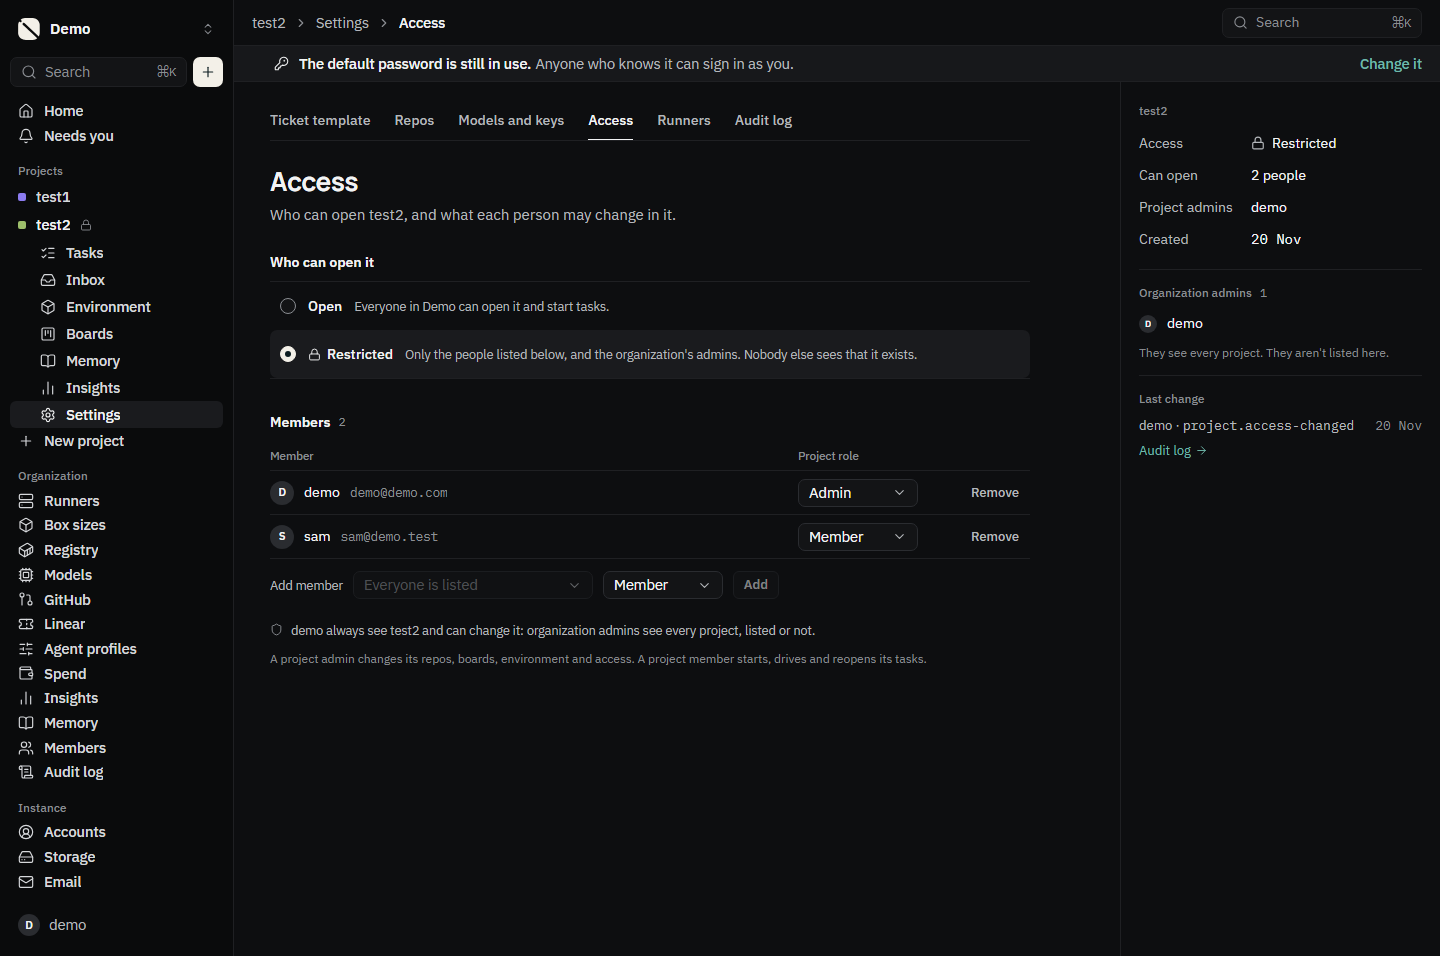 Demo
Search ⌘K
Home
Needs you
Projects
test1
test2
Tasks
Inbox
Environment
Boards
Memory
Insights
Settings
New project
Organization
Runners
Box sizes
Registry
Models
GitHub
Linear
Agent profiles
Spend
Insights
Memory
Members
Audit log
Instance
Accounts
Storage
Email
D demo
test2 > Settings > Access
Search ⌘K
The default password is still in use. Anyone who knows it can sign in as you. Change it
Ticket template Repos Models and keys Access Runners Audit log
Access
Who can open test2, and what each person may change in it.
Who can open it
Open Everyone in Demo can open it and start tasks.
Restricted Only the people listed below, and the organization's admins. Nobody else sees that it exists.
Members 2
Member Project role
D demo demo@demo.com Admin Remove
S sam sam@demo.test Member Remove
Add member Everyone is listed Member Add
demo always see test2 and can change it: organization admins see every project, listed or not.
A project admin changes its repos, boards, environment and access. A project member starts, drives and reopens its tasks.
test2
Access Restricted
Can open 2 people
Project admins demo
Created 20 Nov
Organization admins 1
D demo
They see every project. They aren't listed here.
Last change
demo · project.access-changed 20 Nov
Audit log →